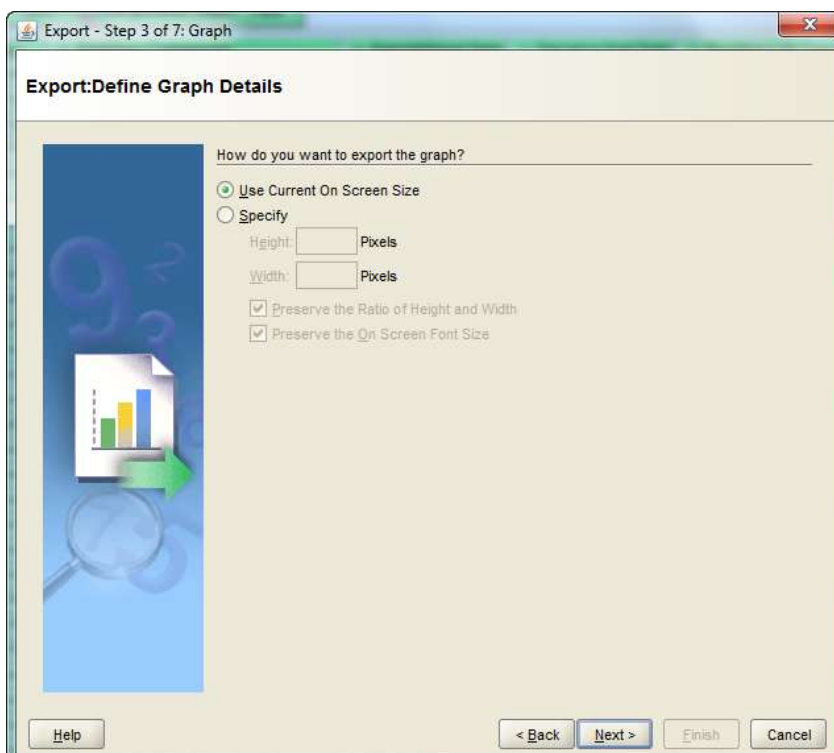 Export - Step 3 of 7: Graph
Export:Define Graph Details
How do you want to export the graph?
Use Current On Screen Size
Specify
Height: Pixels
Width: Pixels
Preserve the Ratio of Height and Width
Preserve the On Screen Font Size
Help < Back Next > Finish Cancel